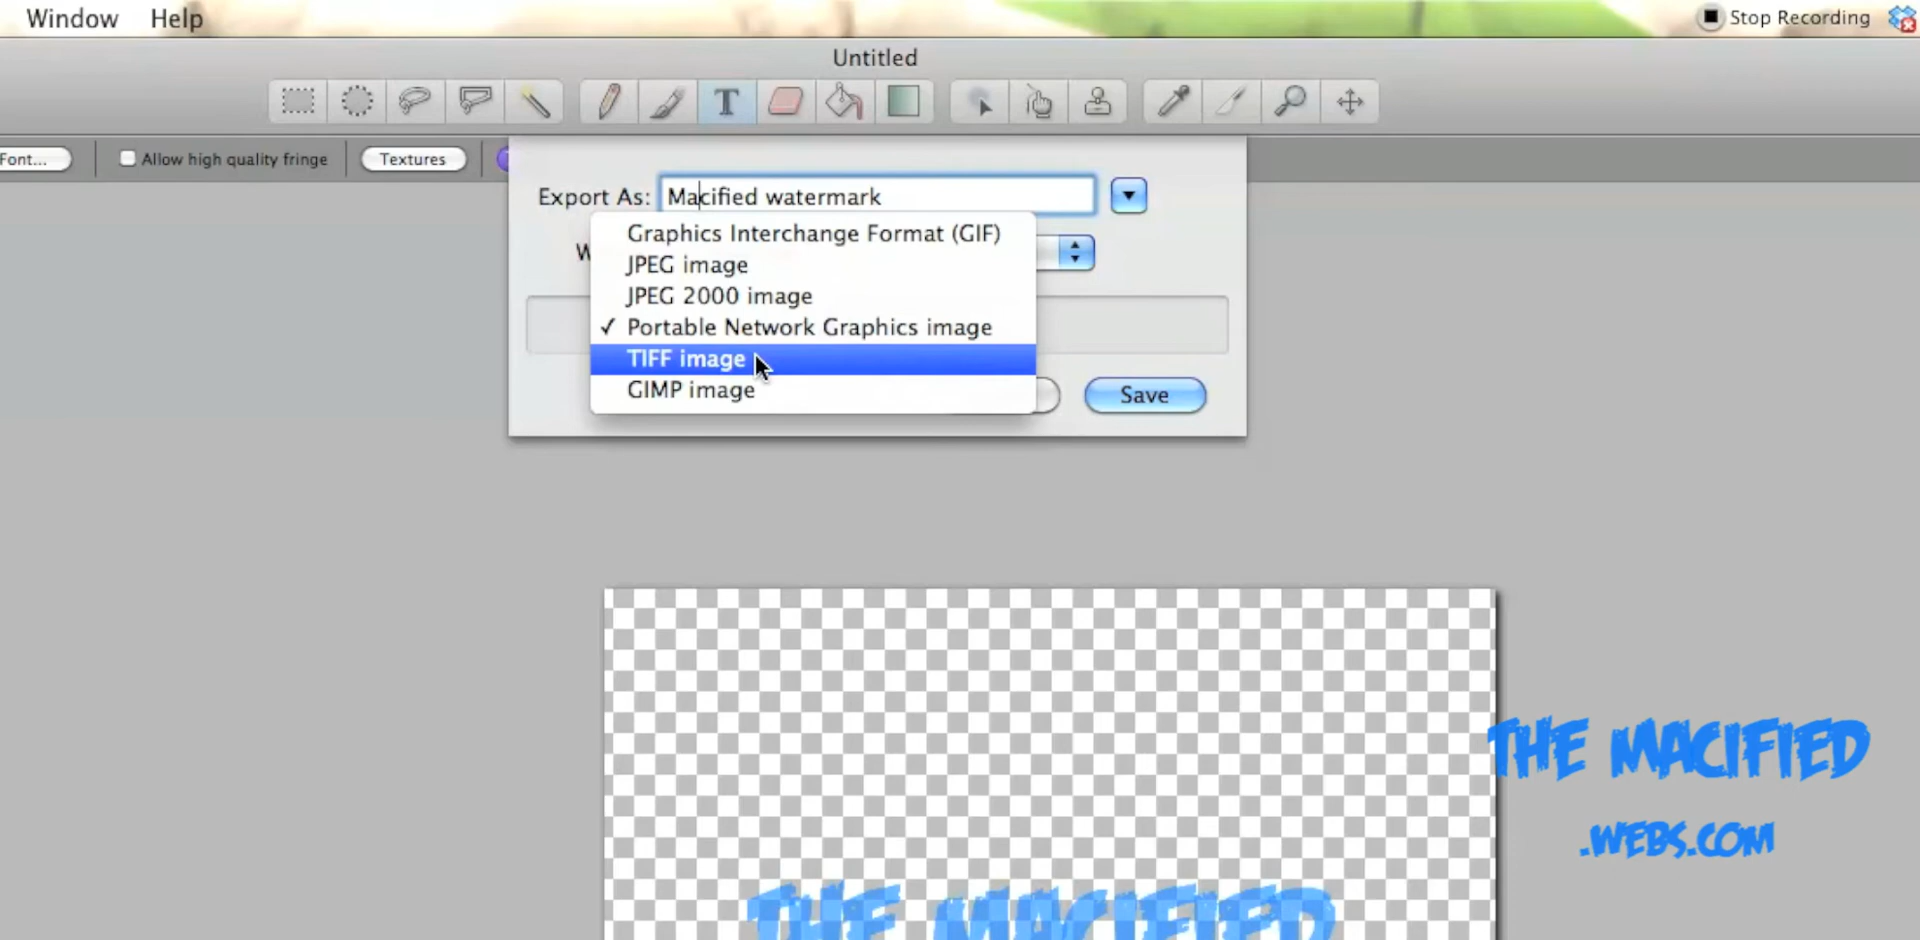 Window Help
Stop Recording
Untitled
Font...
Allow high quality fringe
Textures
Export As:
Macified watermark
Graphics Interchange Format (GIF)
JPEG image
JPEG 2000 image
✓ Portable Network Graphics image
TIFF image
GIMP image
Save
THE MACIFIED
.WEBS.COM
THE MACIFIED